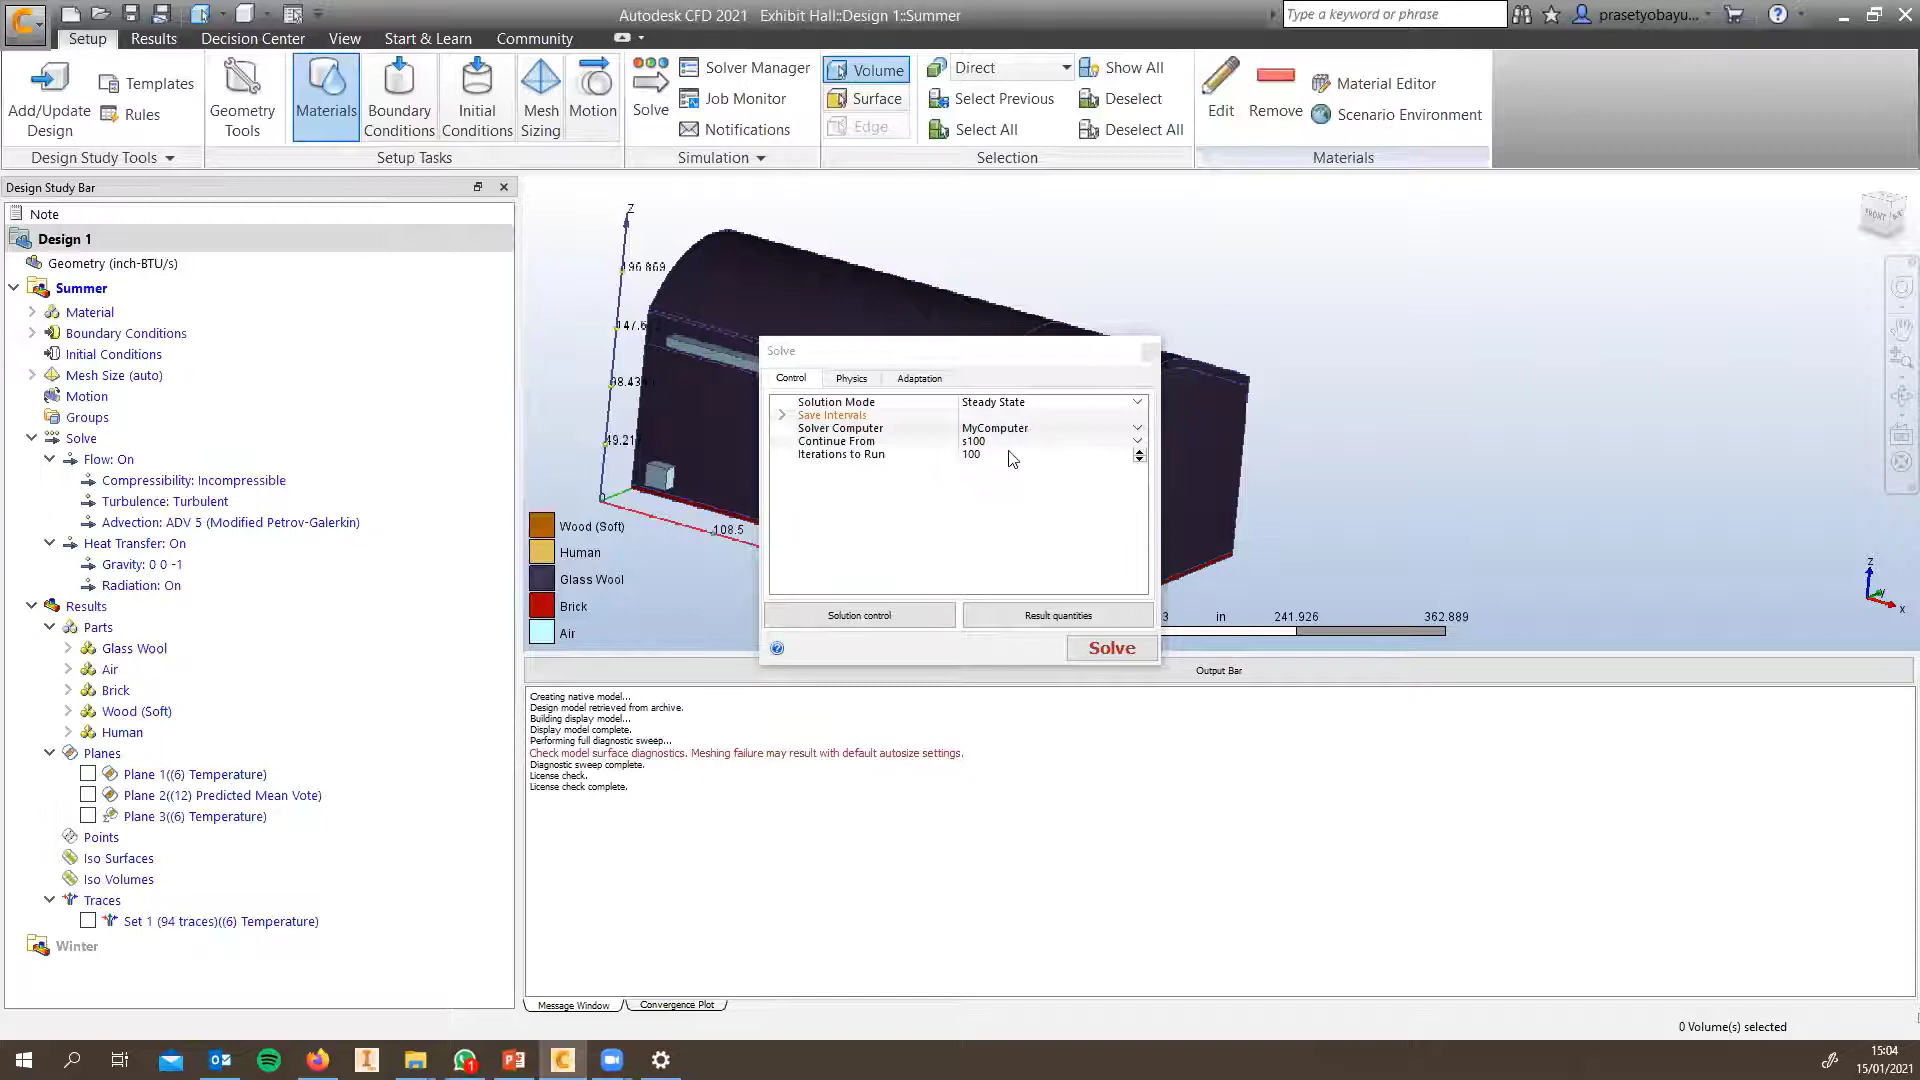 Autodesk CFD 2021 Exhibit Hall::Design 1::Summer
Type a keyword or phrase
prasetyobayu...
Setup
Results
Decision Center
View
Start & Learn
Community
Add/Update
Design
Templates
Rules
Geometry
Tools
Materials
Boundary
Conditions
Initial
Conditions
Mesh
Sizing
Motion
Solve
Solver Manager
Job Monitor
Notifications
Volume
Surface
Edge
Direct
Select Previous
Select All
Show All
Deselect
Deselect All
Edit
Remove
Material Editor
Scenario Environment
Design Study Tools
Setup Tasks
Simulation
Selection
Materials
Design Study Bar
Note
Design 1
Geometry (inch-BTU/s)
Summer
Material
Boundary Conditions
Initial Conditions
Mesh Size (auto)
Motion
Groups
Solve
Flow: On
Compressibility: Incompressible
Turbulence: Turbulent
Advection: ADV 5 (Modified Petrov-Galerkin)
Heat Transfer: On
Gravity: 0 0 -1
Radiation: On
Results
Parts
Glass Wool
Air
Brick
Wood (Soft)
Human
Planes
Plane 1((6) Temperature)
Plane 2((12) Predicted Mean Vote)
Plane 3((6) Temperature)
Points
Iso Surfaces
Iso Volumes
Traces
Set 1 (94 traces)((6) Temperature)
Winter
Z
196.869
147.6
98.43
49.21
0
108.5
FRONT
Wood (Soft)
Human
Glass Wool
Brick
Air
Solve
Control
Physics
Adaptation
Solution Mode Steady State
Save Intervals
Solver Computer MyComputer
Continue From s100
Iterations to Run 100
Solution control
Result quantities
Solve
3 in 241.926 362.889
Z
Y
X
Output Bar
Creating native model...
Design model retrieved from archive.
Building display model...
Display model complete.
Performing full diagnostic sweep...
Check model surface diagnostics. Meshing failure may result with default autosize settings.
Diagnostic sweep complete.
License check.
License check complete.
Message Window
Convergence Plot
0 Volume(s) selected
15:04
15/01/2021